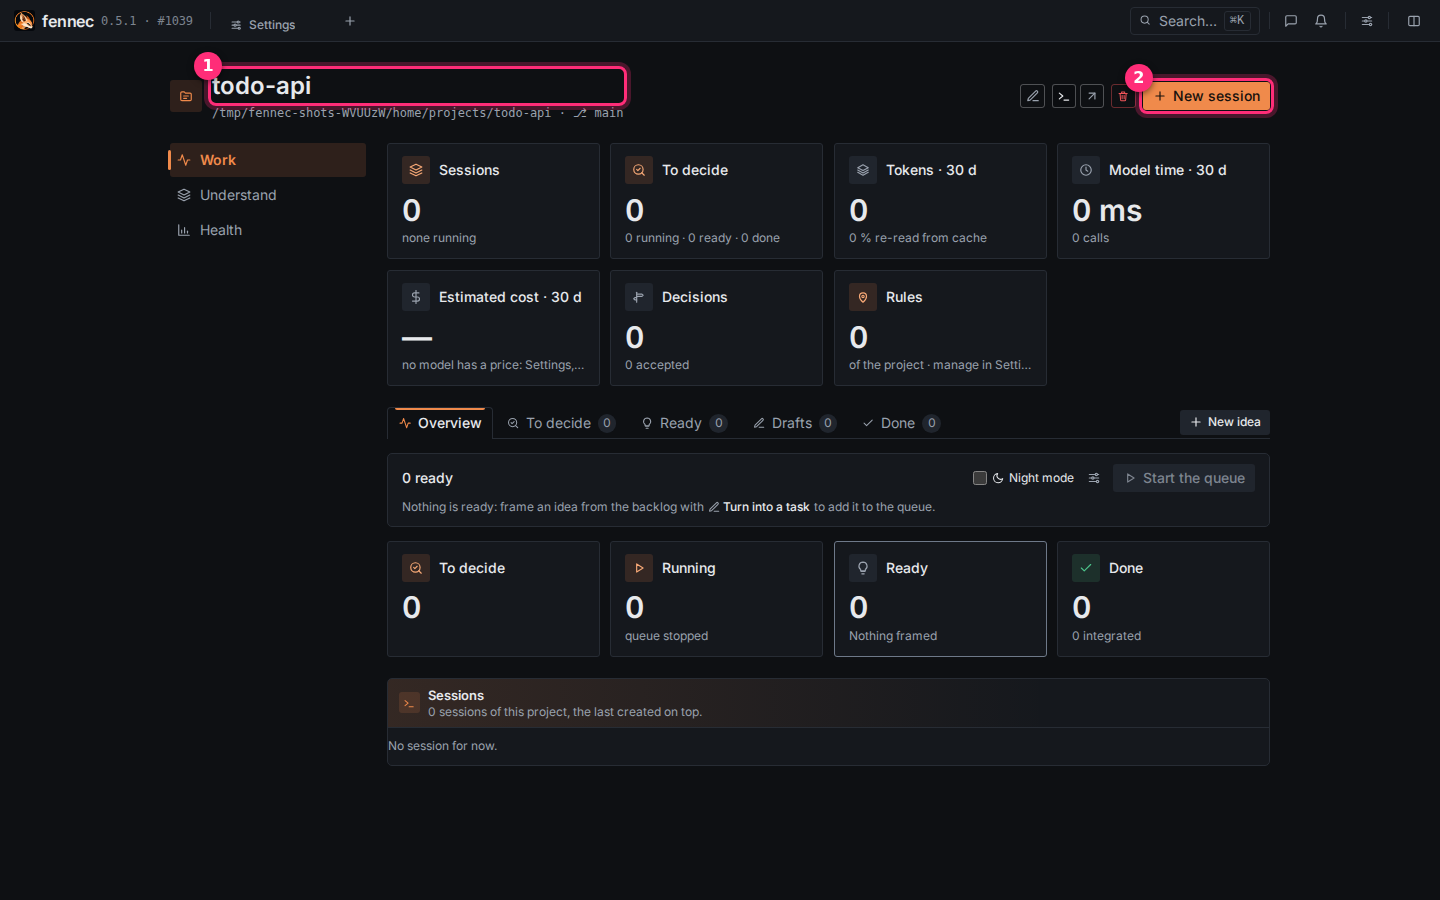 fennec 0.5.1 · #1039
Settings
Search... ⌘K
1
todo-api
/tmp/fennec-shots-WVUUzW/home/projects/todo-api · ⎇ main
2
New session
Work
Understand
Health
Sessions
0
none running
To decide
0
0 running · 0 ready · 0 done
Tokens · 30 d
0
0 % re-read from cache
Model time · 30 d
0 ms
0 calls
Estimated cost · 30 d
—
no model has a price: Settings,...
Decisions
0
0 accepted
Rules
0
of the project · manage in Setti...
Overview
To decide 0
Ready 0
Drafts 0
Done 0
New idea
0 ready
Night mode
Start the queue
Nothing is ready: frame an idea from the backlog with Turn into a task to add it to the queue.
To decide
0
Running
0
queue stopped
Ready
0
Nothing framed
Done
0
0 integrated
Sessions
0 sessions of this project, the last created on top.
No session for now.